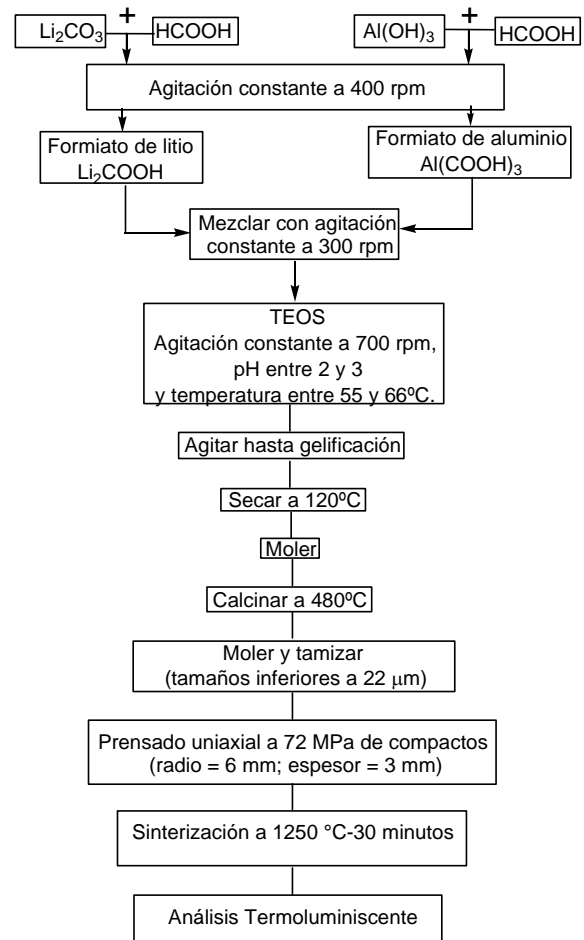 Li₂CO₃ + HCOOH
Al(OH)₃ + HCOOH
Agitación constante a 400 rpm
Formiato de litio
Li₂COOH
Formiato de aluminio
Al(COOH)₃
Mezclar con agitación
constante a 300 rpm
TEOS
Agitación constante a 700 rpm,
pH entre 2 y 3
y temperatura entre 55 y 66ºC.
Agitar hasta gelificación
Secar a 120ºC
Moler
Calcinar a 480ºC
Moler y tamizar
(tamaños inferiores a 22 μm)
Prensado uniaxial a 72 MPa de compactos
(radio = 6 mm; espesor = 3 mm)
Sinterización a 1250 °C-30 minutos
Análisis Termoluminiscente